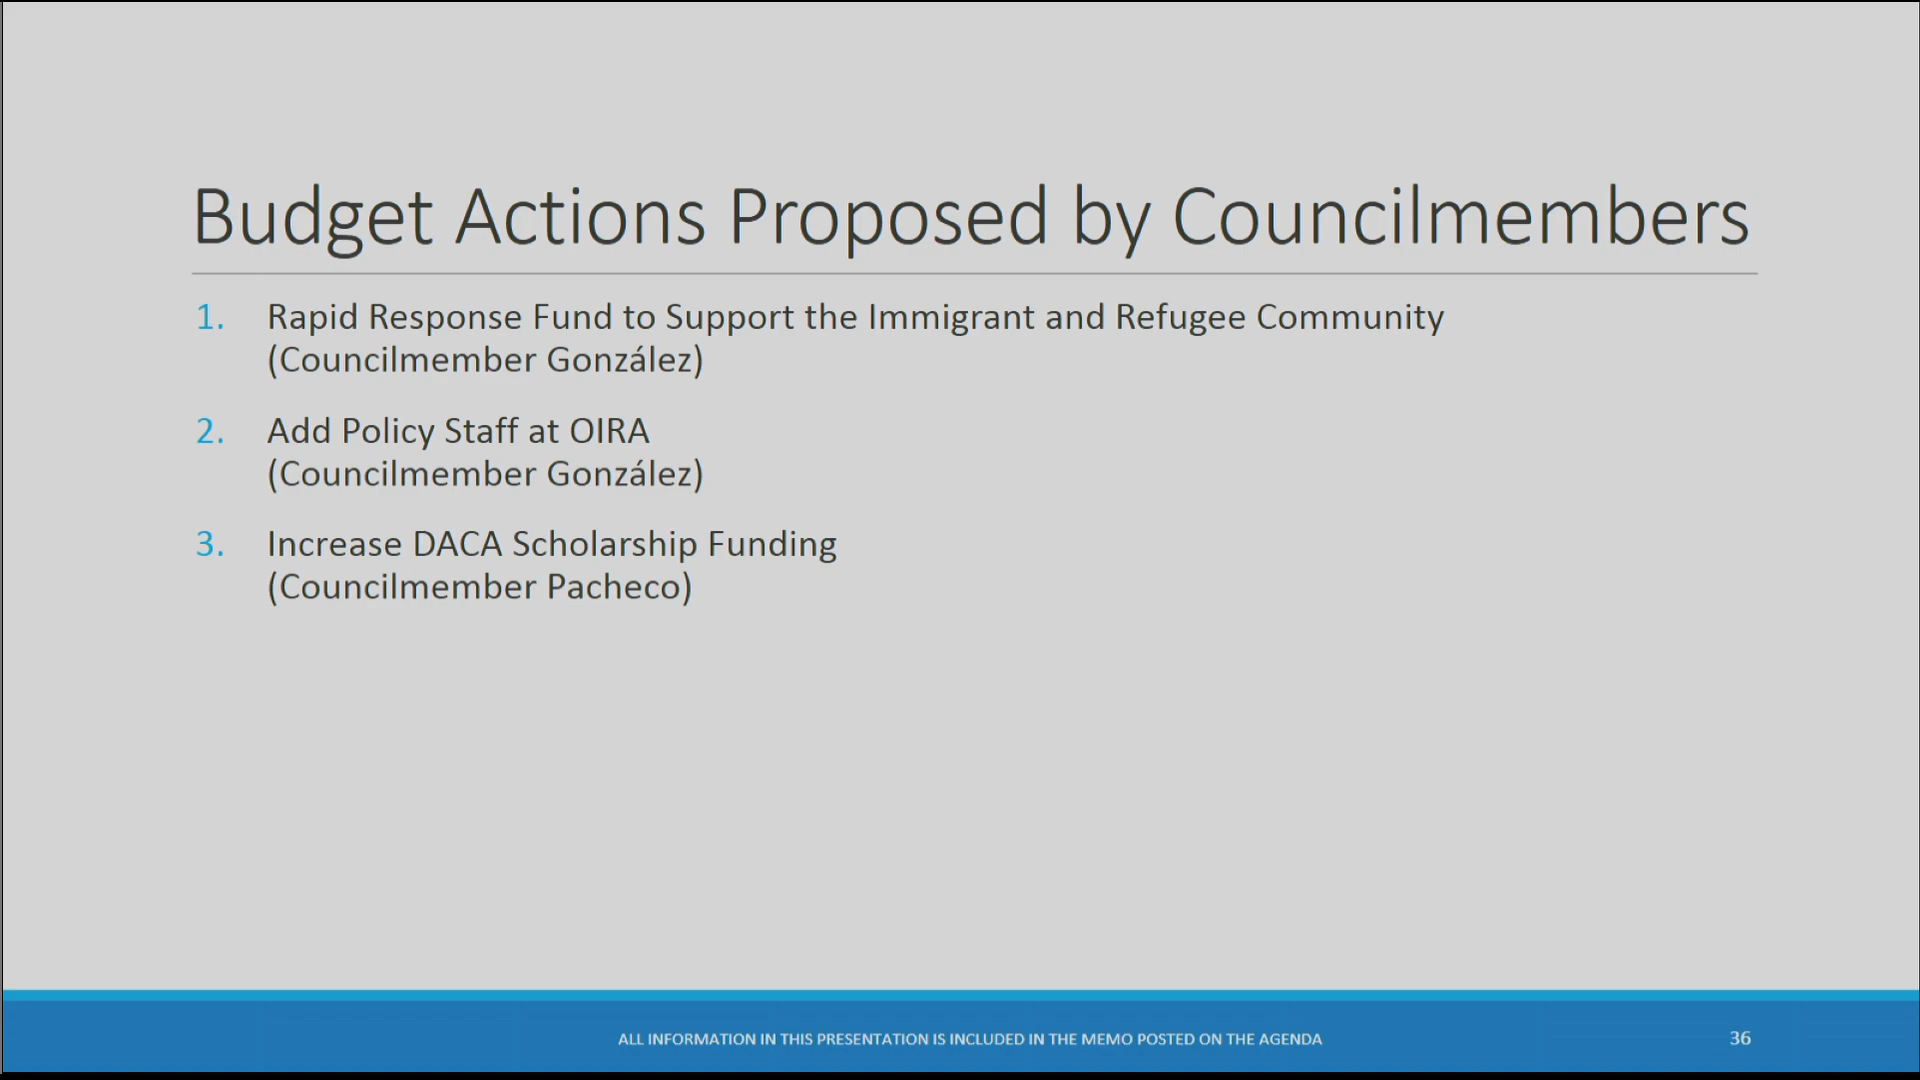 Budget Actions Proposed by Councilmembers
1. Rapid Response Fund to Support the Immigrant and Refugee Community
(Councilmember González)
2. Add Policy Staff at OIRA
(Councilmember González)
3. Increase DACA Scholarship Funding
(Councilmember Pacheco)
ALL INFORMATION IN THIS PRESENTATION IS INCLUDED IN THE MEMO POSTED ON THE AGENDA
36